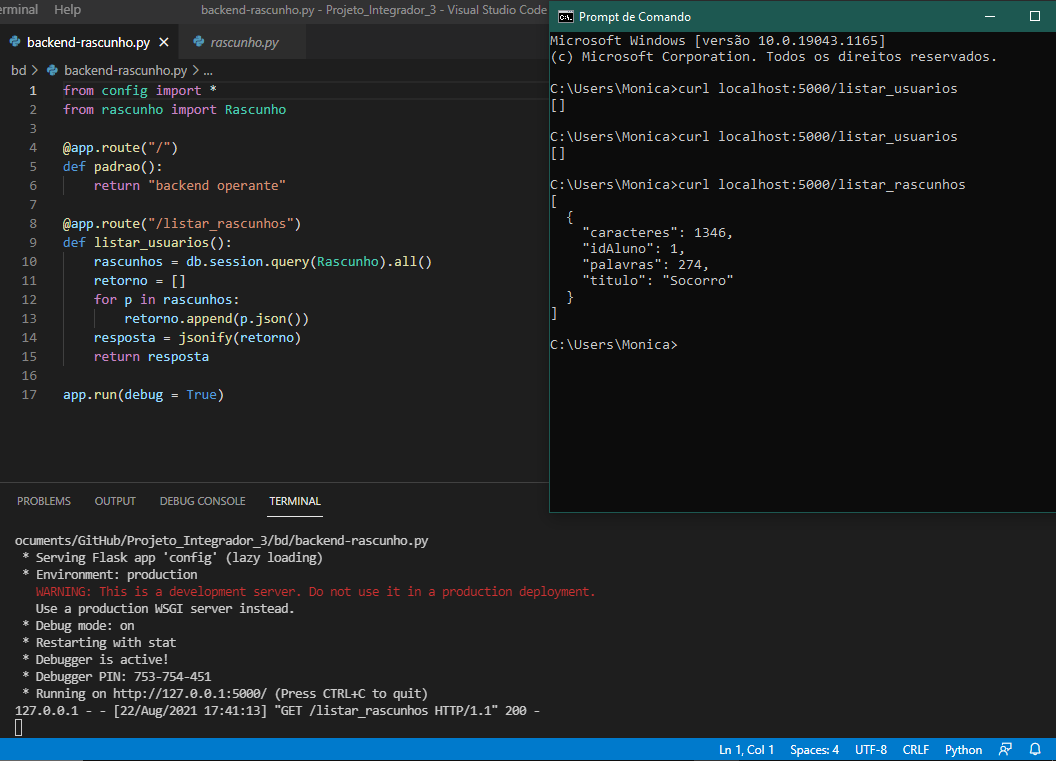 erminal Help backend-rascunho.py - Projeto_Integrador_3 - Visual Studio Code
backend-rascunho.py rascunho.py
bd > backend-rascunho.py > ...
1 from config import *
2 from rascunho import Rascunho
3
4 @app.route("/")
5 def padrao():
6 return "backend operante"
7
8 @app.route("/listar_rascunhos")
9 def listar_usuarios():
10 rascunhos = db.session.query(Rascunho).all()
11 retorno = []
12 for p in rascunhos:
13 retorno.append(p.json())
14 resposta = jsonify(retorno)
15 return resposta
16
17 app.run(debug = True)
Prompt de Comando
Microsoft Windows [versão 10.0.19043.1165]
(c) Microsoft Corporation. Todos os direitos reservados.
C:\Users\Monica>curl localhost:5000/listar_usuarios
[]
C:\Users\Monica>curl localhost:5000/listar_usuarios
[]
C:\Users\Monica>curl localhost:5000/listar_rascunhos
[
{
"caracteres": 1346,
"idAluno": 1,
"palavras": 274,
"titulo": "Socorro"
}
]
C:\Users\Monica>
PROBLEMS OUTPUT DEBUG CONSOLE TERMINAL
ocuments/GitHub/Projeto_Integrador_3/bd/backend-rascunho.py
* Serving Flask app 'config' (lazy loading)
* Environment: production
WARNING: This is a development server. Do not use it in a production deployment.
Use a production WSGI server instead.
* Debug mode: on
* Restarting with stat
* Debugger is active!
* Debugger PIN: 753-754-451
* Running on http://127.0.0.1:5000/ (Press CTRL+C to quit)
127.0.0.1 - - [22/Aug/2021 17:41:13] "GET /listar_rascunhos HTTP/1.1" 200 -
Ln 1, Col 1 Spaces: 4 UTF-8 CRLF Python